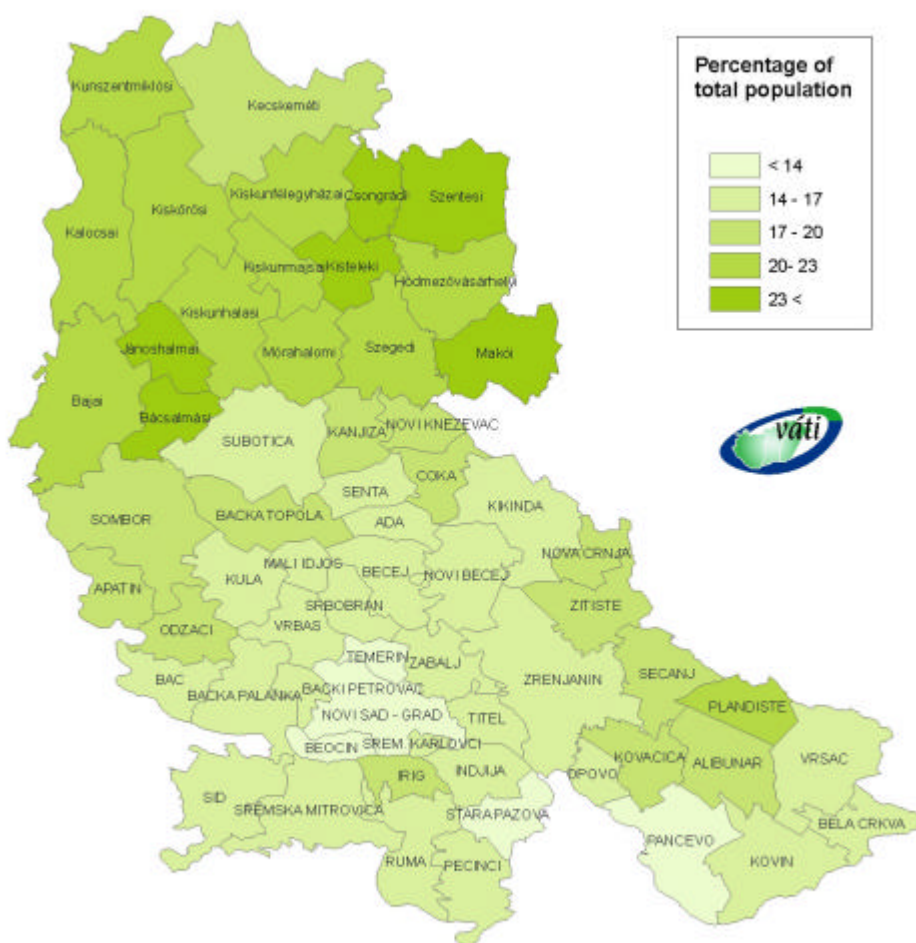 Percentage of
total population
< 14
14 - 17
17 - 20
20- 23
23 <
váti
Kunszentmiklósi
Kecskeméti
Kiskunfélegyházai
Csongrádi
Szentesi
Kiskőrösi
Kalocsai
Kiskunmajsai
Kisteleki
Hódmezővásárhelyi
Kiskunhalasi
Jánoshalmai
Mórahalomi
Szegedi
Makói
Bajai
Bácsalmási
SUBOTICA
KANJIZA
NOVI KNEZEVAC
COKA
SENTA
KIKINDA
SOMBOR
BACKA TOPOLA
ADA
NOVA CRNJA
MALI IDJOS
BECEJ
NOVI BECEJ
KULA
APATIN
SRBOBRAN
ZITISTE
ODZACI
VRBAS
TEMERIN
ZABALJ
SECANJ
BAC
BACKA PALANKA
BACKI PETROVAC
ZRENJANIN
PLANDISTE
NOVI SAD - GRAD
TITEL
BEOCIN
SREM. KARLOVCI
KOVACICA
ALIBUNAR
VRSAC
IRIG
INDJIJA
OPOVO
SID
SREMSKA MITROVICA
STARA PAZOVA
BELA CRKVA
PANCEVO
RUMA
PECINCI
KOVIN